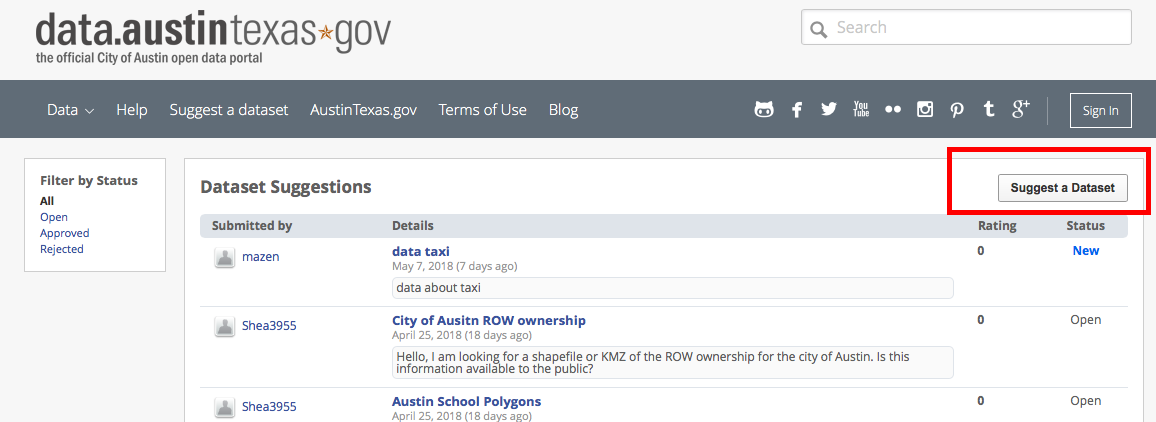 data.austintexas gov
the official City of Austin open data portal
Search
Data Help Suggest a dataset AustinTexas.gov Terms of Use Blog
You Tube
t
g+
Sign In
Filter by Status
All
Open
Approved
Rejected
Dataset Suggestions
Suggest a Dataset
Submitted by Details Rating Status
mazen
data taxi
May 7, 2018 (7 days ago)
data about taxi
0
New
Shea3955
City of Ausitn ROW ownership
April 25, 2018 (18 days ago)
Hello, I am looking for a shapefile or KMZ of the ROW ownership for the city of Austin. Is this
information available to the public?
0
Open
Shea3955
Austin School Polygons
April 25, 2018 (18 days ago)
0
Open